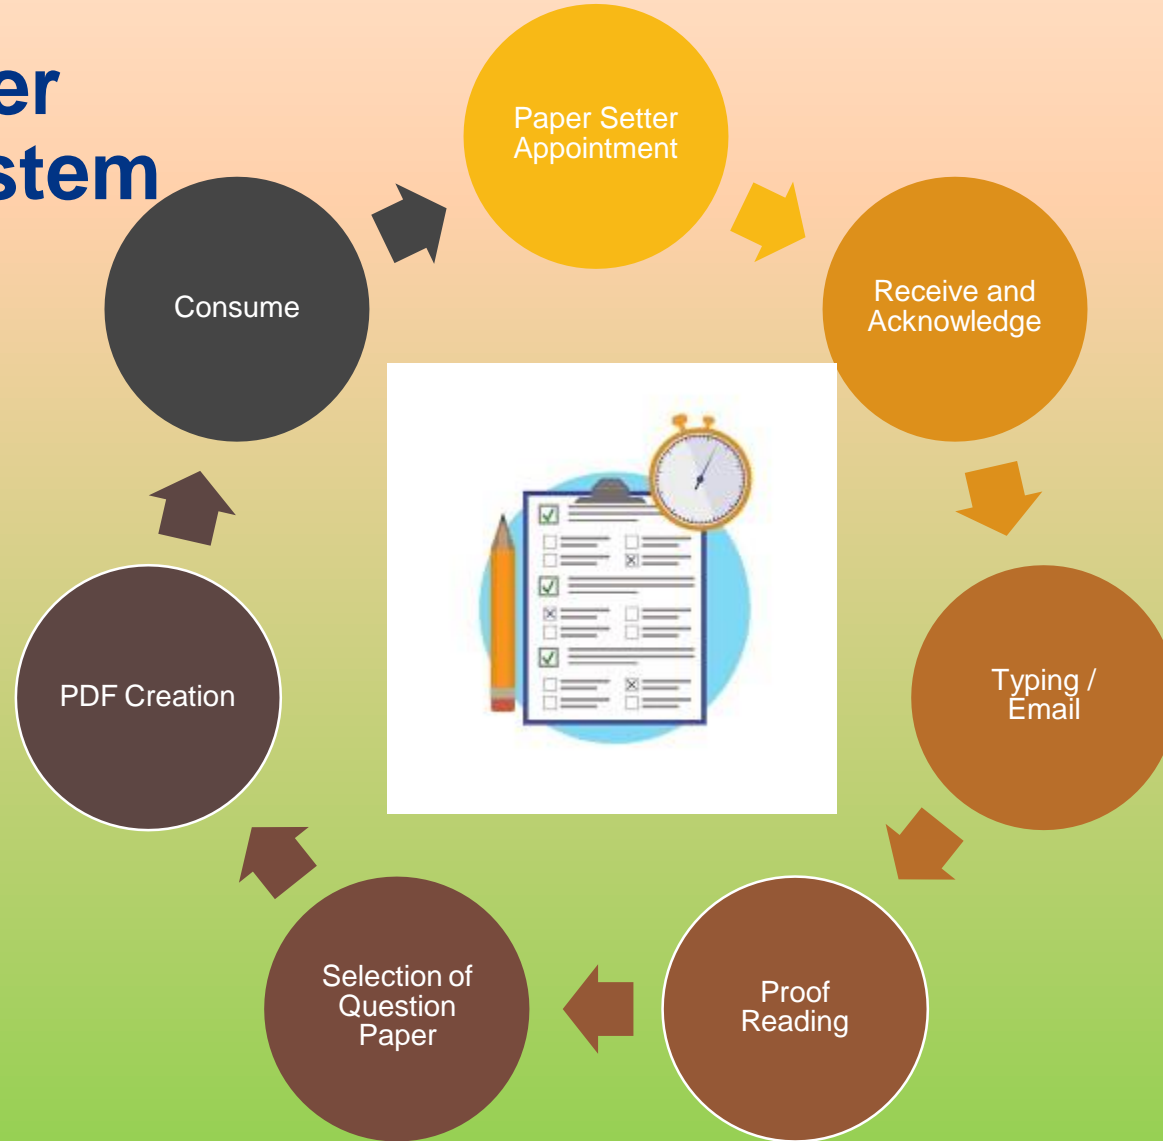 er
stem
Paper Setter
Appointment
Receive and
Acknowledge
Typing /
Email
Proof
Reading
Selection of
Question
Paper
PDF Creation
Consume